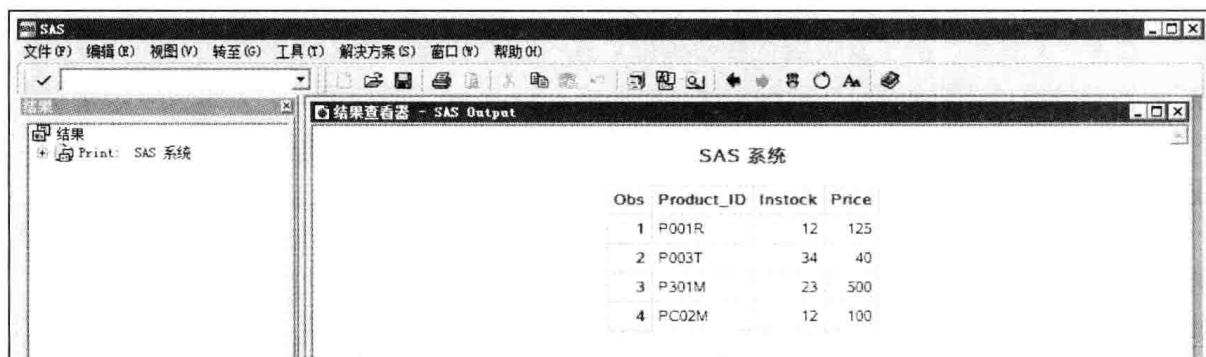 SAS
文件(F) 编辑(E) 视图(V) 转至(G) 工具(T) 解决方案(S) 窗口(W) 帮助(H)
结果
结果查看器 - SAS Output
结果
Print: SAS 系统
SAS 系统
Obs Product_ID Instock Price
1 P001R 12 125
2 P003T 34 40
3 P301M 23 500
4 PC02M 12 100